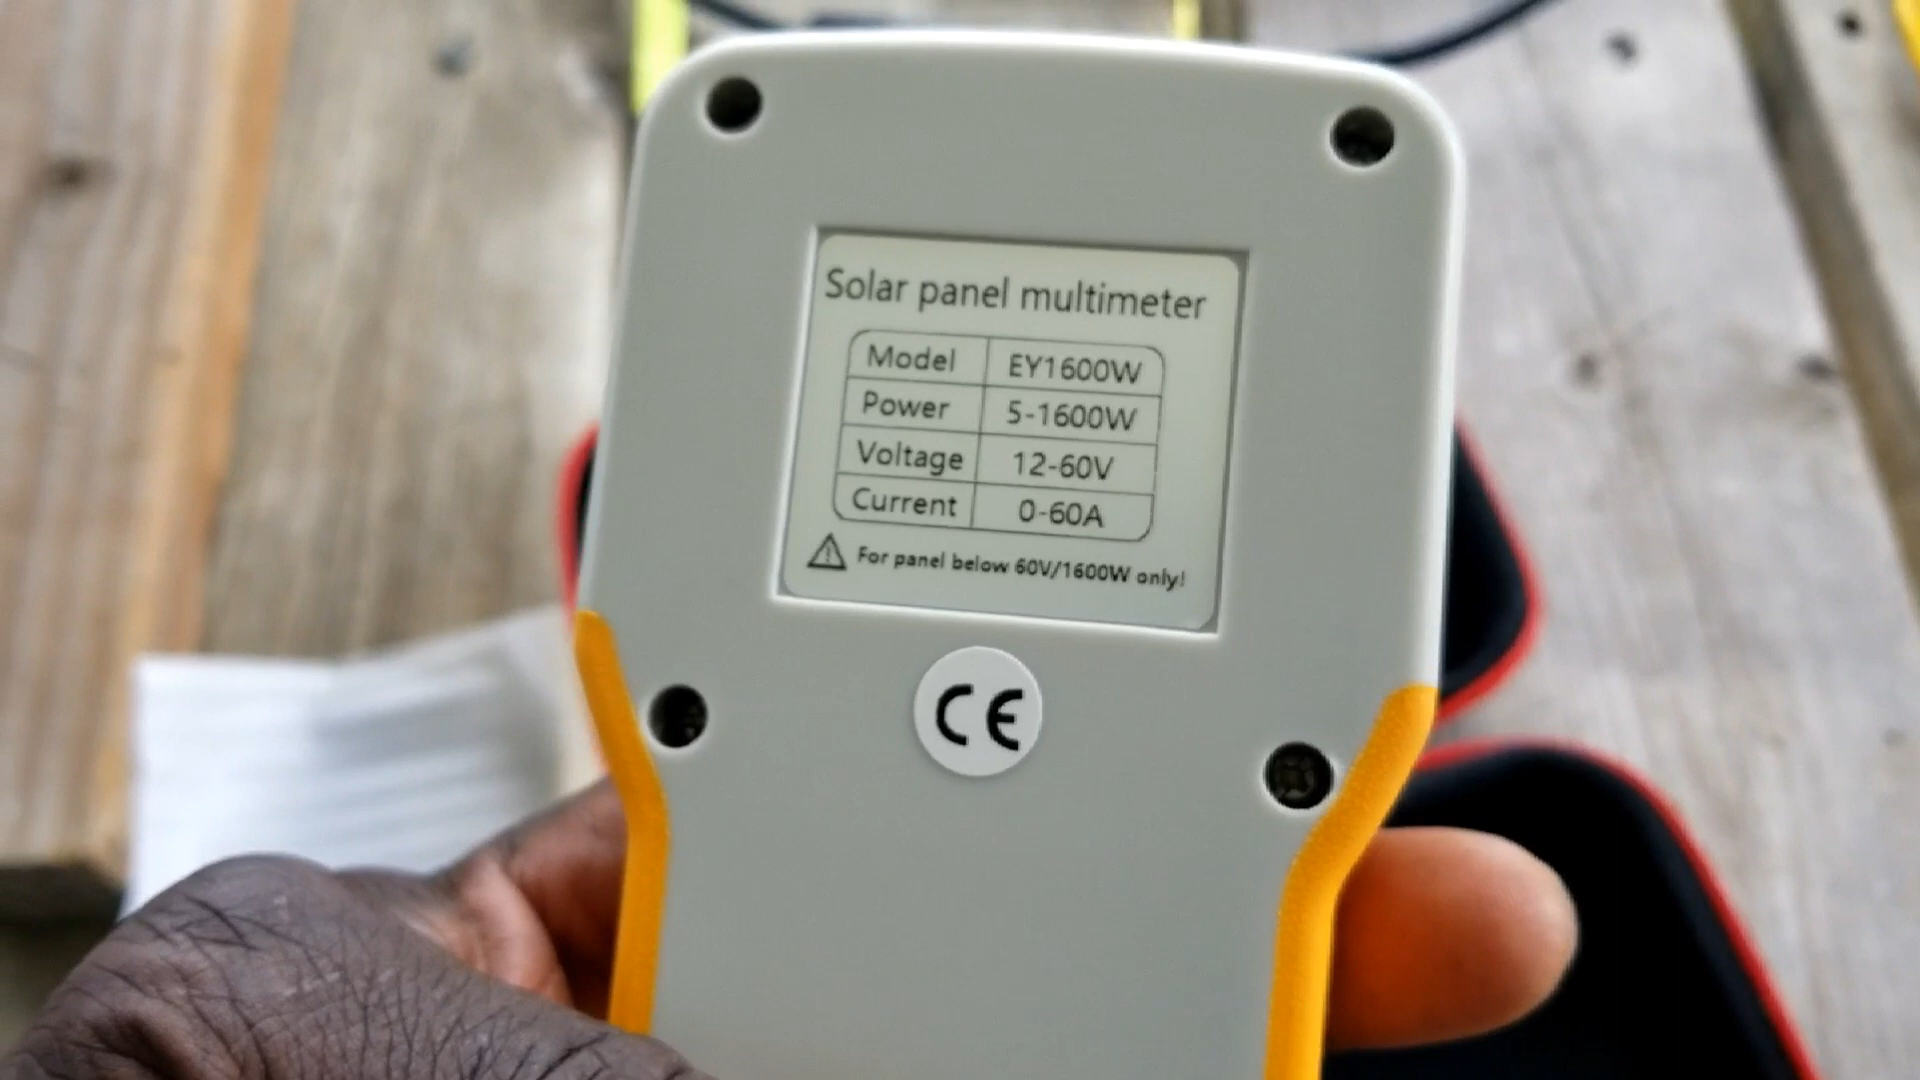 Solar panel multimeter
Model EY1600W
Power 5-1600W
Voltage 12-60V
Current 0-60A
For panel below 60V/1600W only!
CE